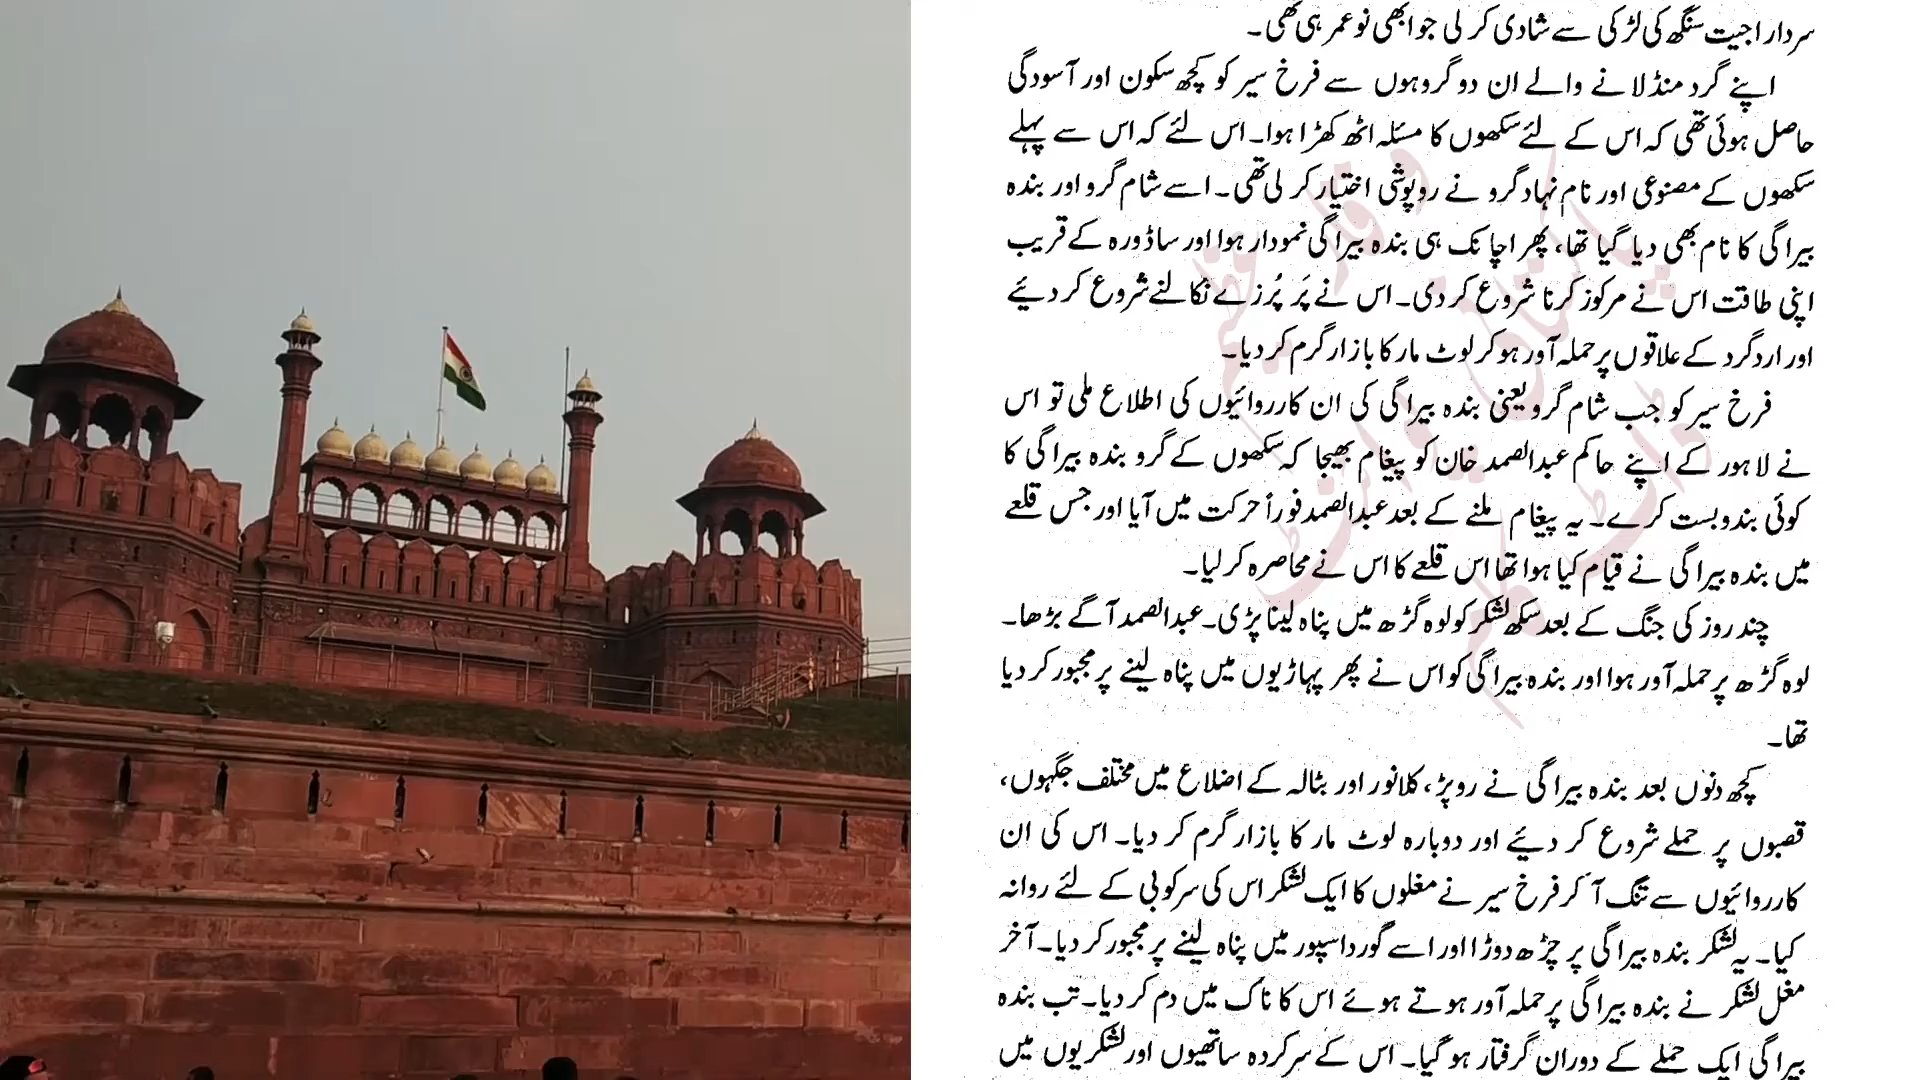 سردار اجیت سنگھ کی لڑکی سے شادی کر لی جو ابھی نو عمر ہی تھی۔
اپنے گرد منڈلانے والے ان دو گروہوں سے فرخ سیر کو کچھ سکون اور آسودگی
حاصل ہوئی تھی کہ اس کے لئے سکھوں کا مسئلہ اٹھ کھڑا ہوا۔ اس لئے کہ اس سے پہلے
سکھوں کے مصنوعی اور نام نہاد گرو نے روپوشی اختیار کر لی تھی۔ اسے شام گرو اور بندہ
بیراگی کا نام بھی دیا گیا تھا، پھر اچانک ہی بندہ بیراگی نمودار ہوا اور ساڈورہ کے قریب
اپنی طاقت اس نے مرکوز کرنا شروع کر دی۔ اس نے پَر پُرزے نکالنے شروع کر دیئے
اور اردگرد کے علاقوں پر حملہ آور ہو کر لوٹ مار کا بازار گرم کر دیا۔
فرخ سیر کو جب شام گرو یعنی بندہ بیراگی کی ان کارروائیوں کی اطلاع ملی تو اس
نے لاہور کے اپنے حاکم عبدالصمد خان کو پیغام بھیجا کہ سکھوں کے گرو بندہ بیراگی کا
کوئی بندوبست کرے۔ یہ پیغام ملنے کے بعد عبدالصمد فوراً حرکت میں آیا اور جس قلعے
میں بندہ بیراگی نے قیام کیا ہوا تھا اس قلعے کا اس نے محاصرہ کر لیا۔
چند روز کی جنگ کے بعد سکھ لشکر کو لوہ گڑھ میں پناہ لینا پڑی۔ عبدالصمد آگے بڑھا۔
لوہ گڑھ پر حملہ آور ہوا اور بندہ بیراگی کو اس نے پھر پہاڑیوں میں پناہ لینے پر مجبور کر دیا
تھا۔
کچھ دنوں بعد بندہ بیراگی نے روپڑ، کلانور اور بٹالہ کے اضلاع میں مختلف جگہوں،
قصبوں پر حملے شروع کر دیئے اور دوبارہ لوٹ مار کا بازار گرم کر دیا۔ اس کی ان
کارروائیوں سے تنگ آ کر فرخ سیر نے مغلوں کا ایک لشکر اس کی سرکوبی کے لئے روانہ
کیا۔ یہ لشکر بندہ بیراگی پر چڑھ دوڑا اور اسے گورداسپور میں پناہ لینے پر مجبور کر دیا۔ آخر
مغل لشکر نے بندہ بیراگی پر حملہ آور ہوتے ہوئے اس کا ناک میں دم کر دیا۔ تب بندہ
بیراگی ایک حملے کے دوران گرفتار ہو گیا۔ اس کے سرکردہ ساتھیوں اور لشکریوں میں